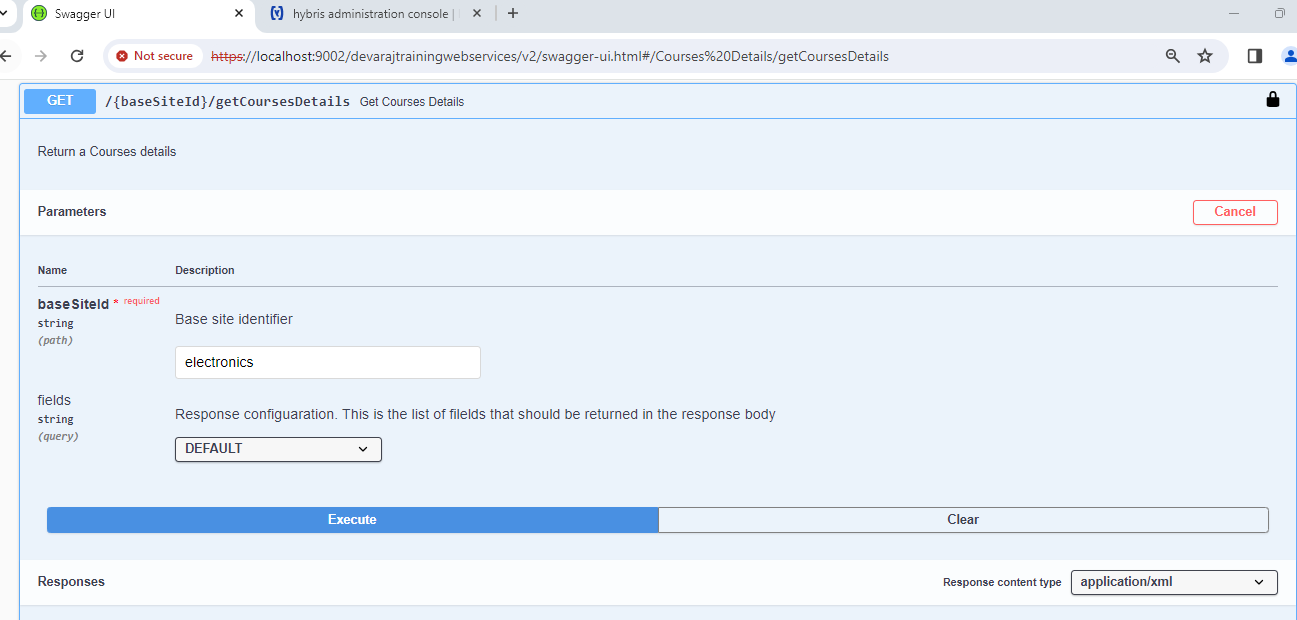 Swagger UI
hybris administration console |
Not secure
https://localhost:9002/devarajtrainingwebservices/v2/swagger-ui.html#/Courses%20Details/getCoursesDetails
GET /{baseSiteId}/getCoursesDetails Get Courses Details
Return a Courses details
Parameters
Cancel
Name Description
baseSiteId * required
string
(path)
Base site identifier
electronics
fields
string
(query)
Response configuaration. This is the list of filelds that should be returned in the response body
DEFAULT
Execute Clear
Responses
Response content type application/xml